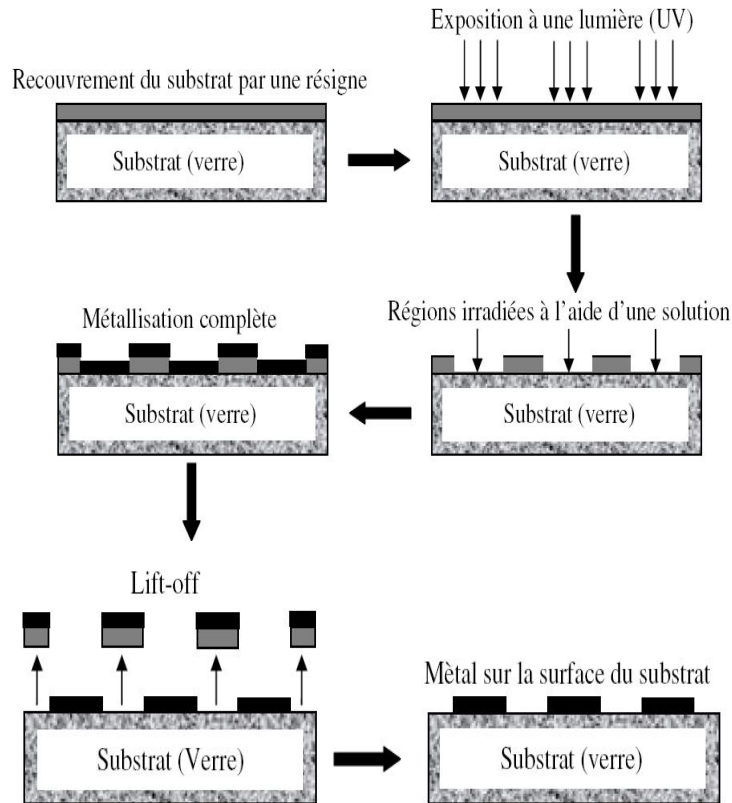 Exposition à une lumière (UV)
Recouvrement du substrat par une résigne
Substrat (verre)
Substrat (verre)
Métallisation complète
Régions irradiées à l'aide d'une solution
Substrat (verre)
Substrat (verre)
Lift-off
Mètal sur la surface du substrat
Substrat (Verre)
Substrat (verre)